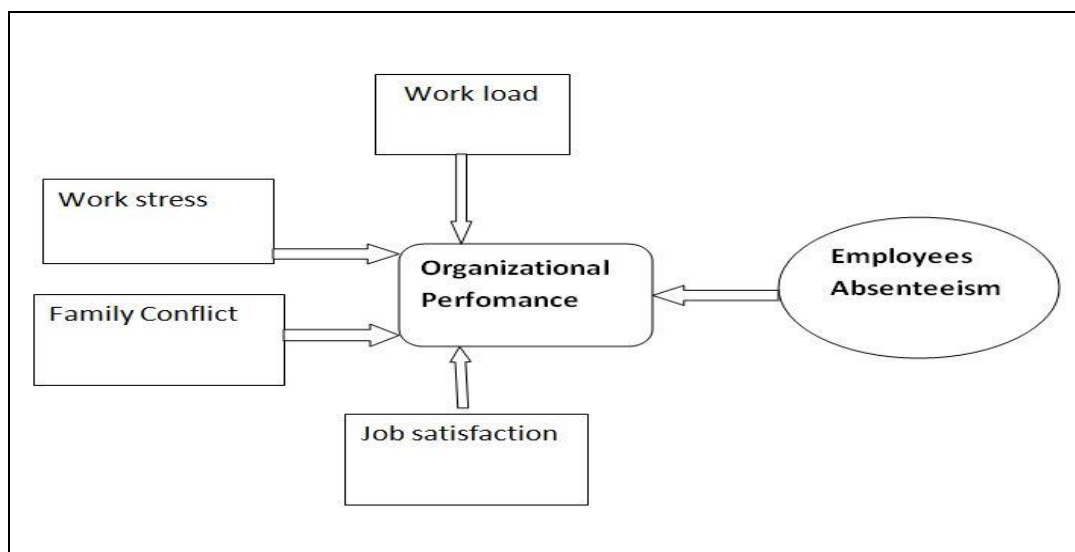 Work load
Work stress
Organizational
Perfomance
Employees
Absenteeism
Family Conflict
Job satisfaction